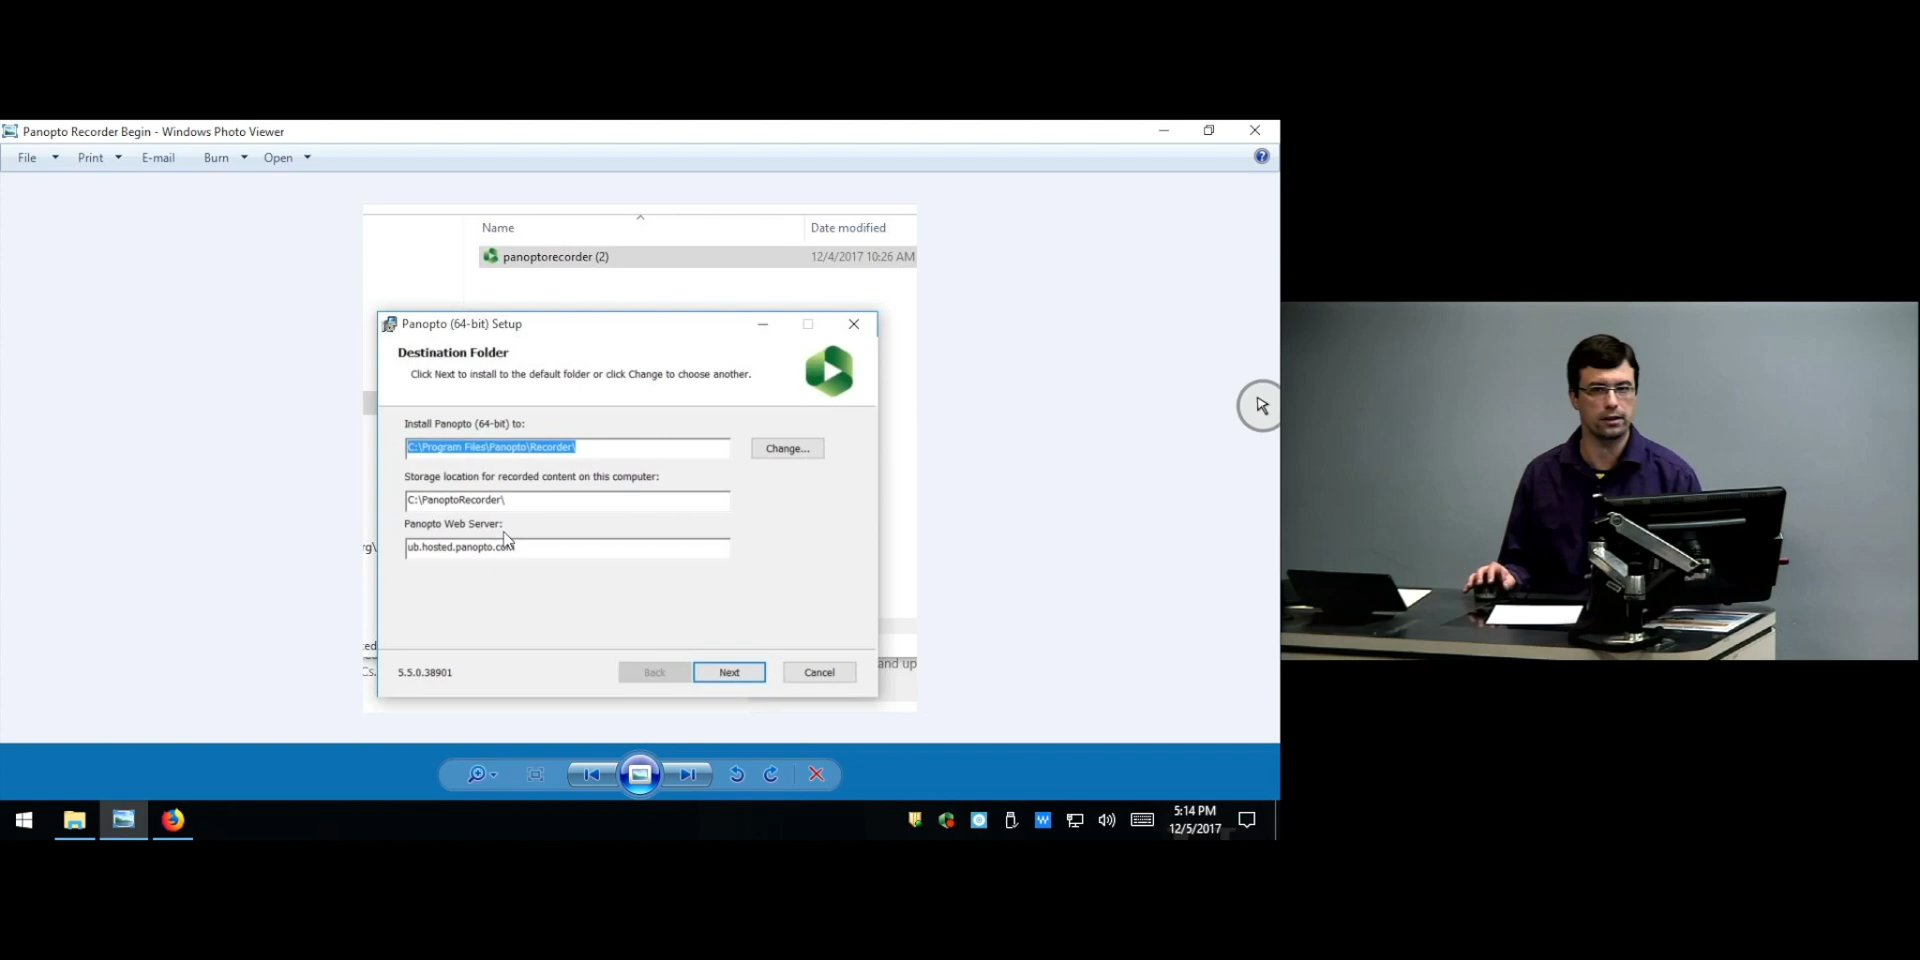 Panopto Recorder Begin - Windows Photo Viewer
File Print E-mail Burn Open
Name Date modified
panoptorecorder (2) 12/4/2017 10:26 AM
Panopto (64-bit) Setup
Destination Folder
Click Next to install to the default folder or click Change to choose another.
Install Panopto (64-bit) to:
C:\Program Files\Panopto\Recorder\
Change...
Storage location for recorded content on this computer:
C:\PanoptoRecorder\
Panopto Web Server:
rg\
ub.hosted.panopto.com
ed
and up
Cs.
5.5.0.38901 Back Next Cancel
5:14 PM
12/5/2017